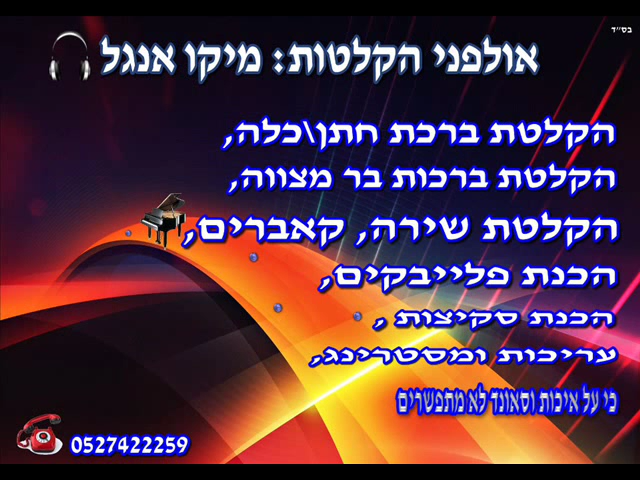 בס״ד
אולפני הקלטות: מיקו אנגל
הקלטת ברכת חתן\כלה,
הקלטת ברכות בר מצווה,
הקלטת שירה, קאברים,
הכנת פלייבקים,
הכנת סקיצות ,
עריכות ומסטרינג,
כי על איכות וסאונד לא מתפשרים
0527422259